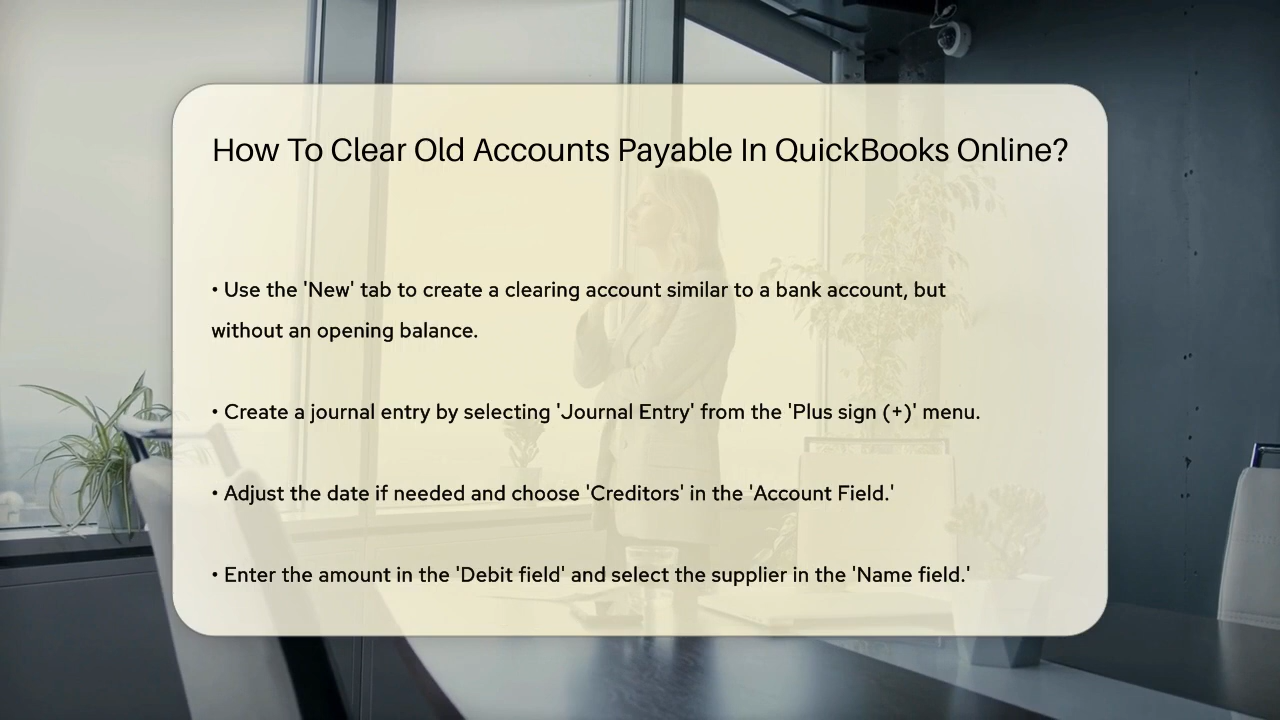 How To Clear Old Accounts Payable In QuickBooks Online?
• Use the 'New' tab to create a clearing account similar to a bank account, but
without an opening balance.
• Create a journal entry by selecting 'Journal Entry' from the 'Plus sign (+)' menu.
• Adjust the date if needed and choose 'Creditors' in the 'Account Field.'
• Enter the amount in the 'Debit field' and select the supplier in the 'Name field.'